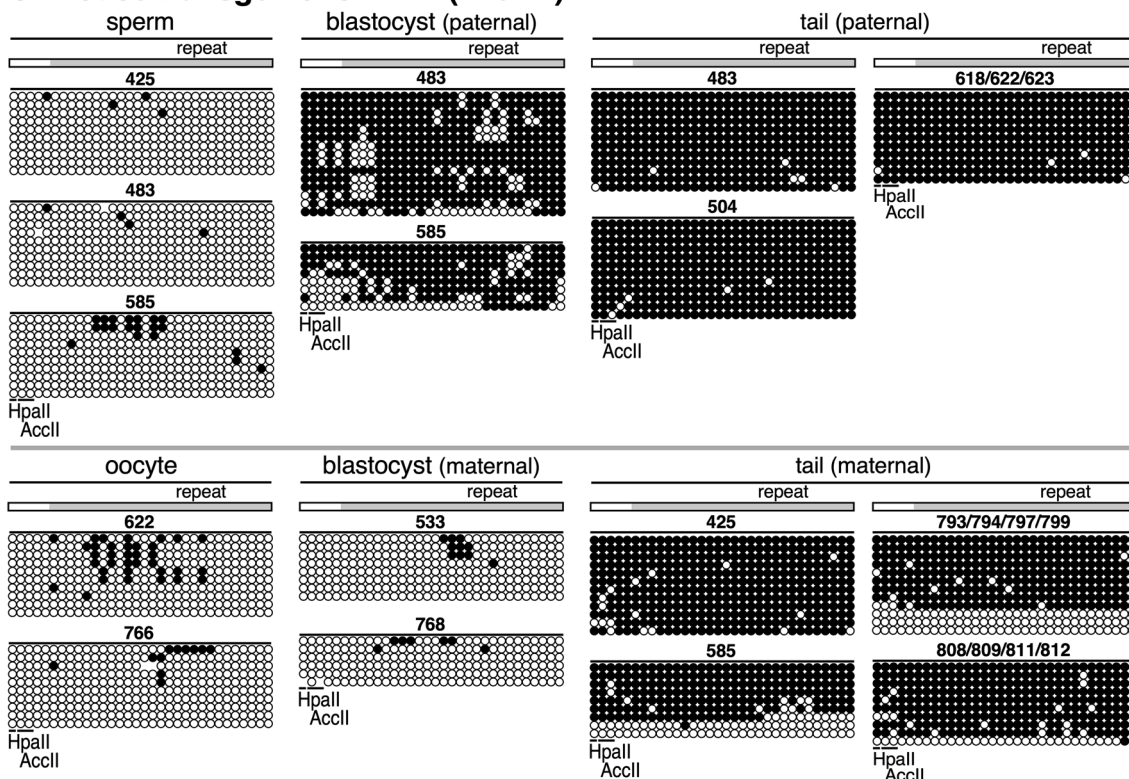 sperm
repeat
425
483
585
HpaII
AccII
blastocyst (paternal)
repeat
483
585
HpaII
AccII
tail (paternal)
repeat
repeat
483
618/622/623
HpaII
AccII
504
HpaII
AccII
oocyte
repeat
622
766
HpaII
AccII
blastocyst (maternal)
repeat
533
768
HpaII
AccII
tail (maternal)
repeat
repeat
425
793/794/797/799
585
808/809/811/812
HpaII
AccII
HpaII
AccII